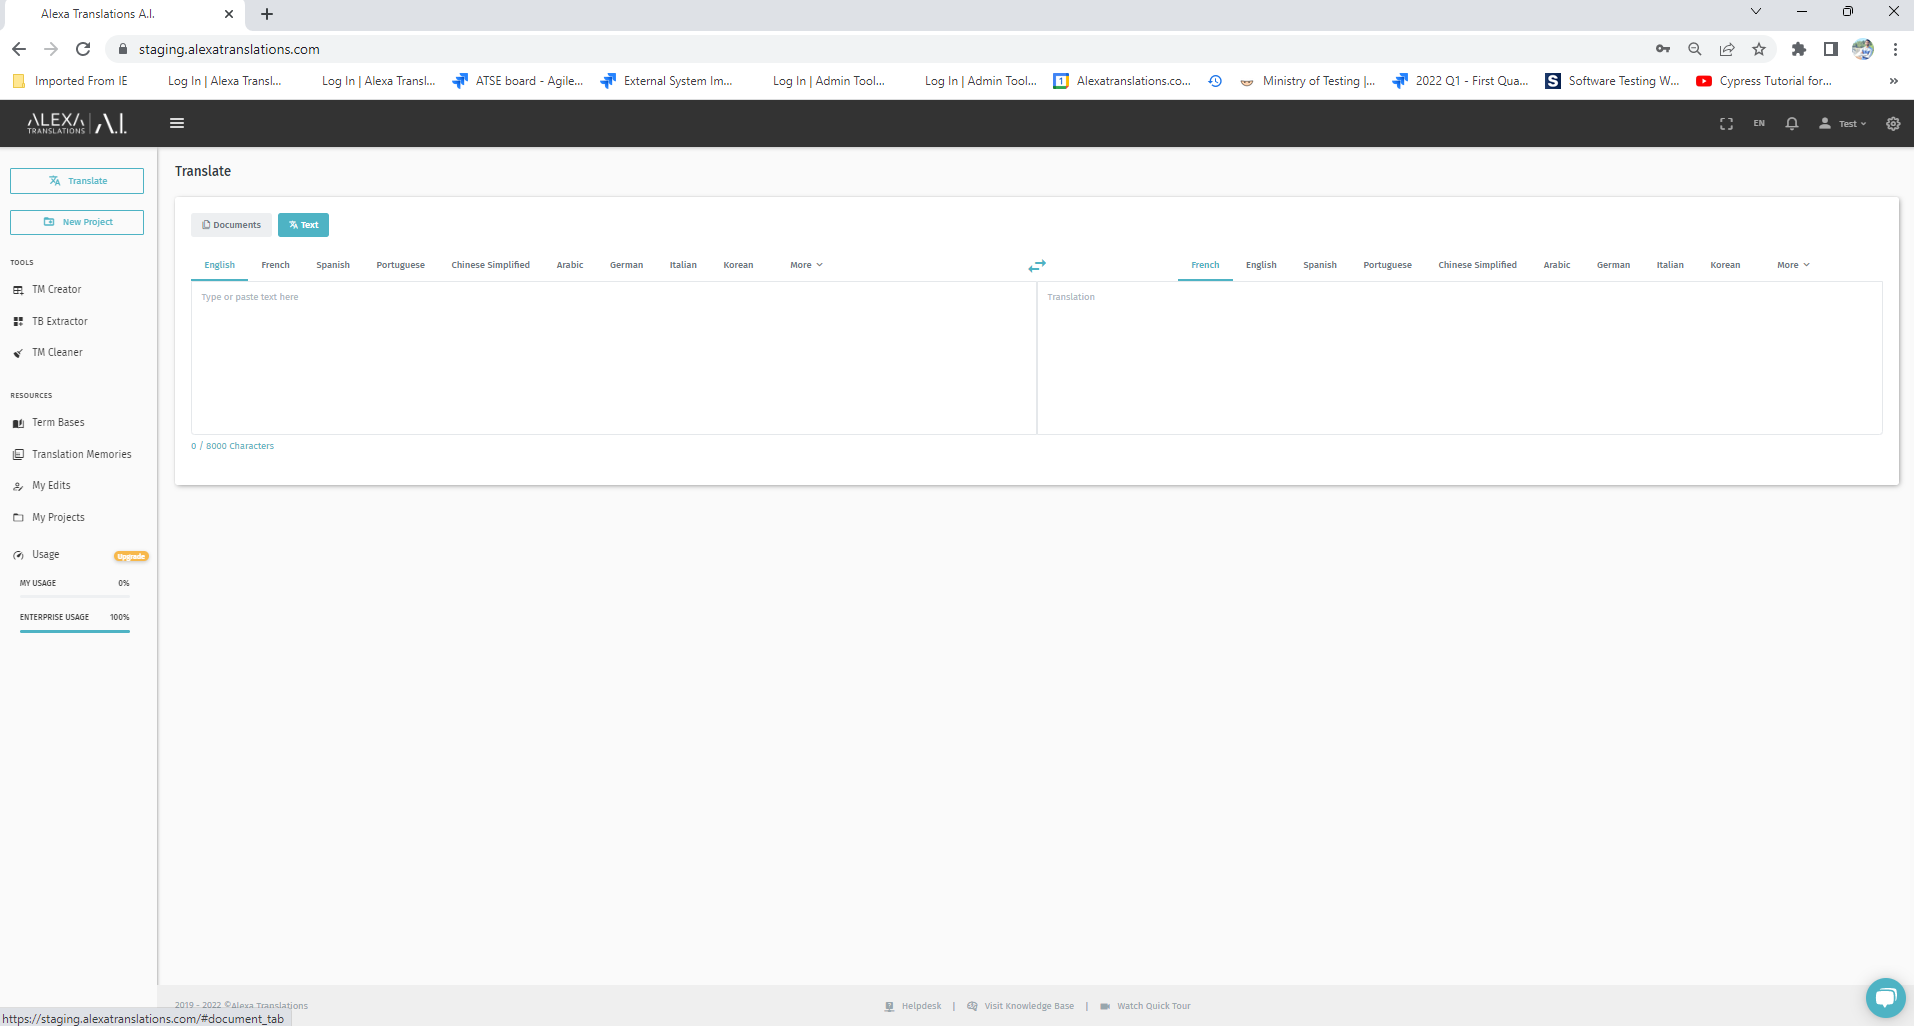 Alexa Translations A.I.
staging.alexatranslations.com
Imported From IE
Log In | Alexa Transl...
Log In | Alexa Transl...
ATSE board - Agile...
External System Im...
Log In | Admin Tool...
Log In | Admin Tool...
1
Alexatranslations.co...
Ministry of Testing |...
2022 Q1 - First Qua...
S
Software Testing W...
Cypress Tutorial for...
»
ALEXA TRANSLATIONS | A.I.
EN
Test
Translate
New Project
TOOLS
TM Creator
TB Extractor
TM Cleaner
RESOURCES
Term Bases
Translation Memories
My Edits
My Projects
Usage
Upgrade
MY USAGE 0%
ENTERPRISE USAGE 100%
Translate
Documents
Text
English French Spanish Portuguese Chinese Simplified Arabic German Italian Korean More
French English Spanish Portuguese Chinese Simplified Arabic German Italian Korean More
Type or paste text here
Translation
0 / 8000 Characters
2019 - 2022 ©Alexa Translations
Helpdesk | Visit Knowledge Base | Watch Quick Tour
https://staging.alexatranslations.com/#document_tab